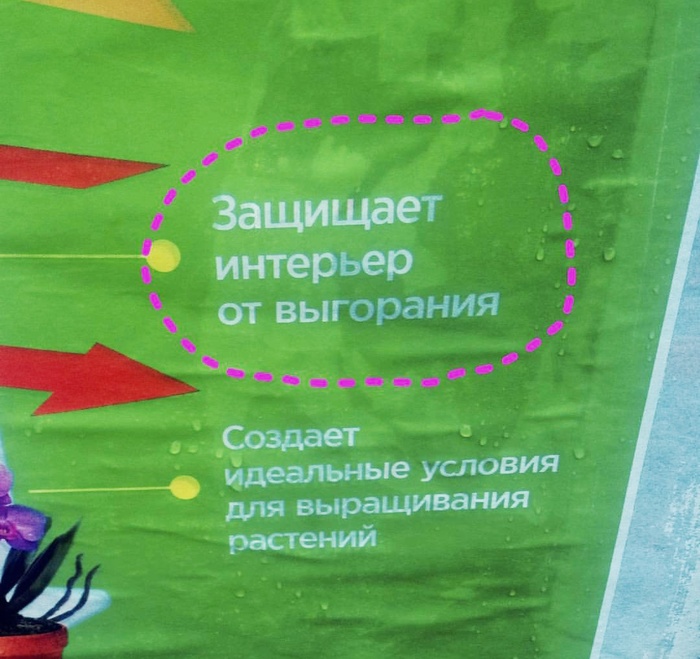 Защищает
интерьер
от выгорания
Создает
идеальные условия
для выращивания
растений